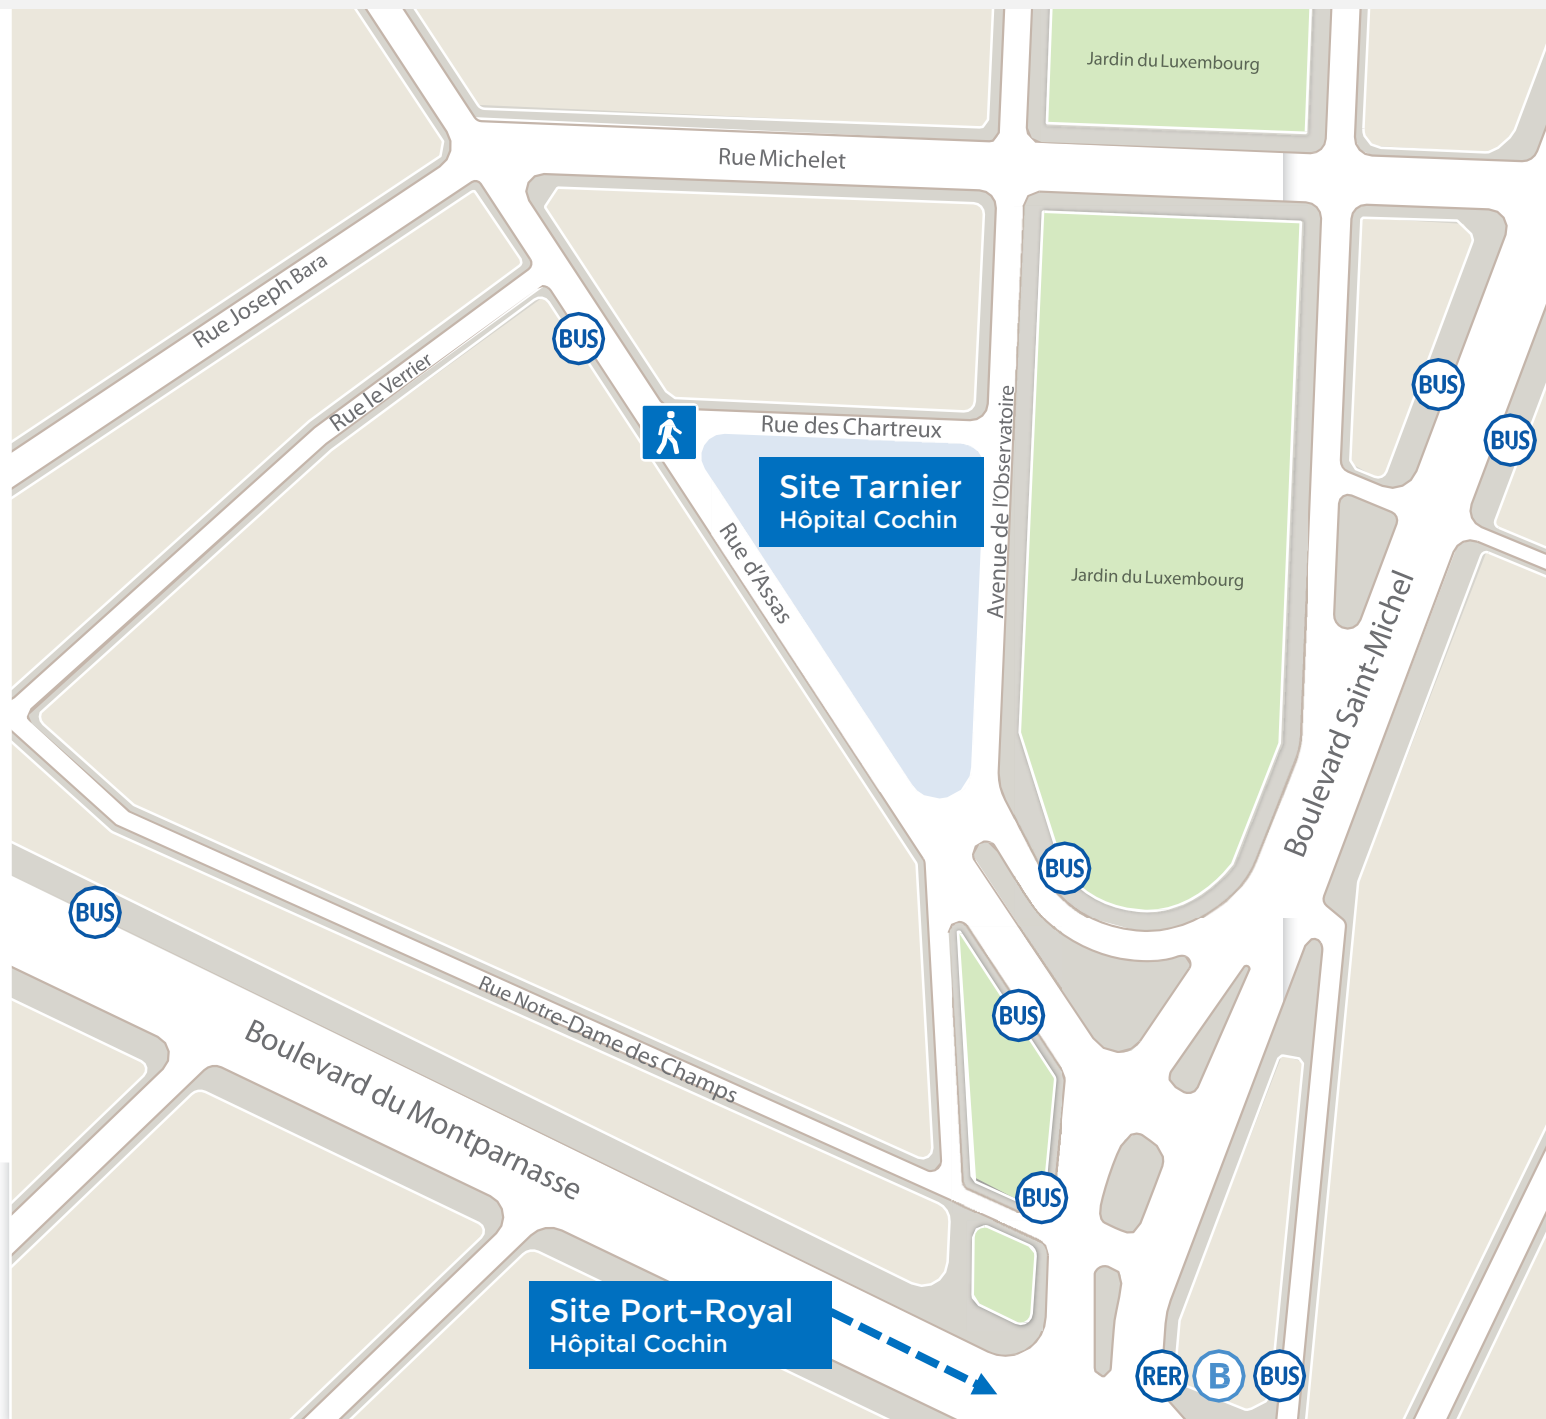 Jardin du Luxembourg
Rue Michelet
Rue Joseph Bara
BUS
Rue le Verrier
BUS
Rue des Chartreux
BUS
Avenue de l'Observatoire
Site Tarnier
Hôpital Cochin
Rue d'Assas
Jardin du Luxembourg
Boulevard Saint-Michel
BUS
BUS
Rue Notre-Dame des Champs
BUS
Boulevard du Montparnasse
BUS
Site Port-Royal
Hôpital Cochin
RER B BUS